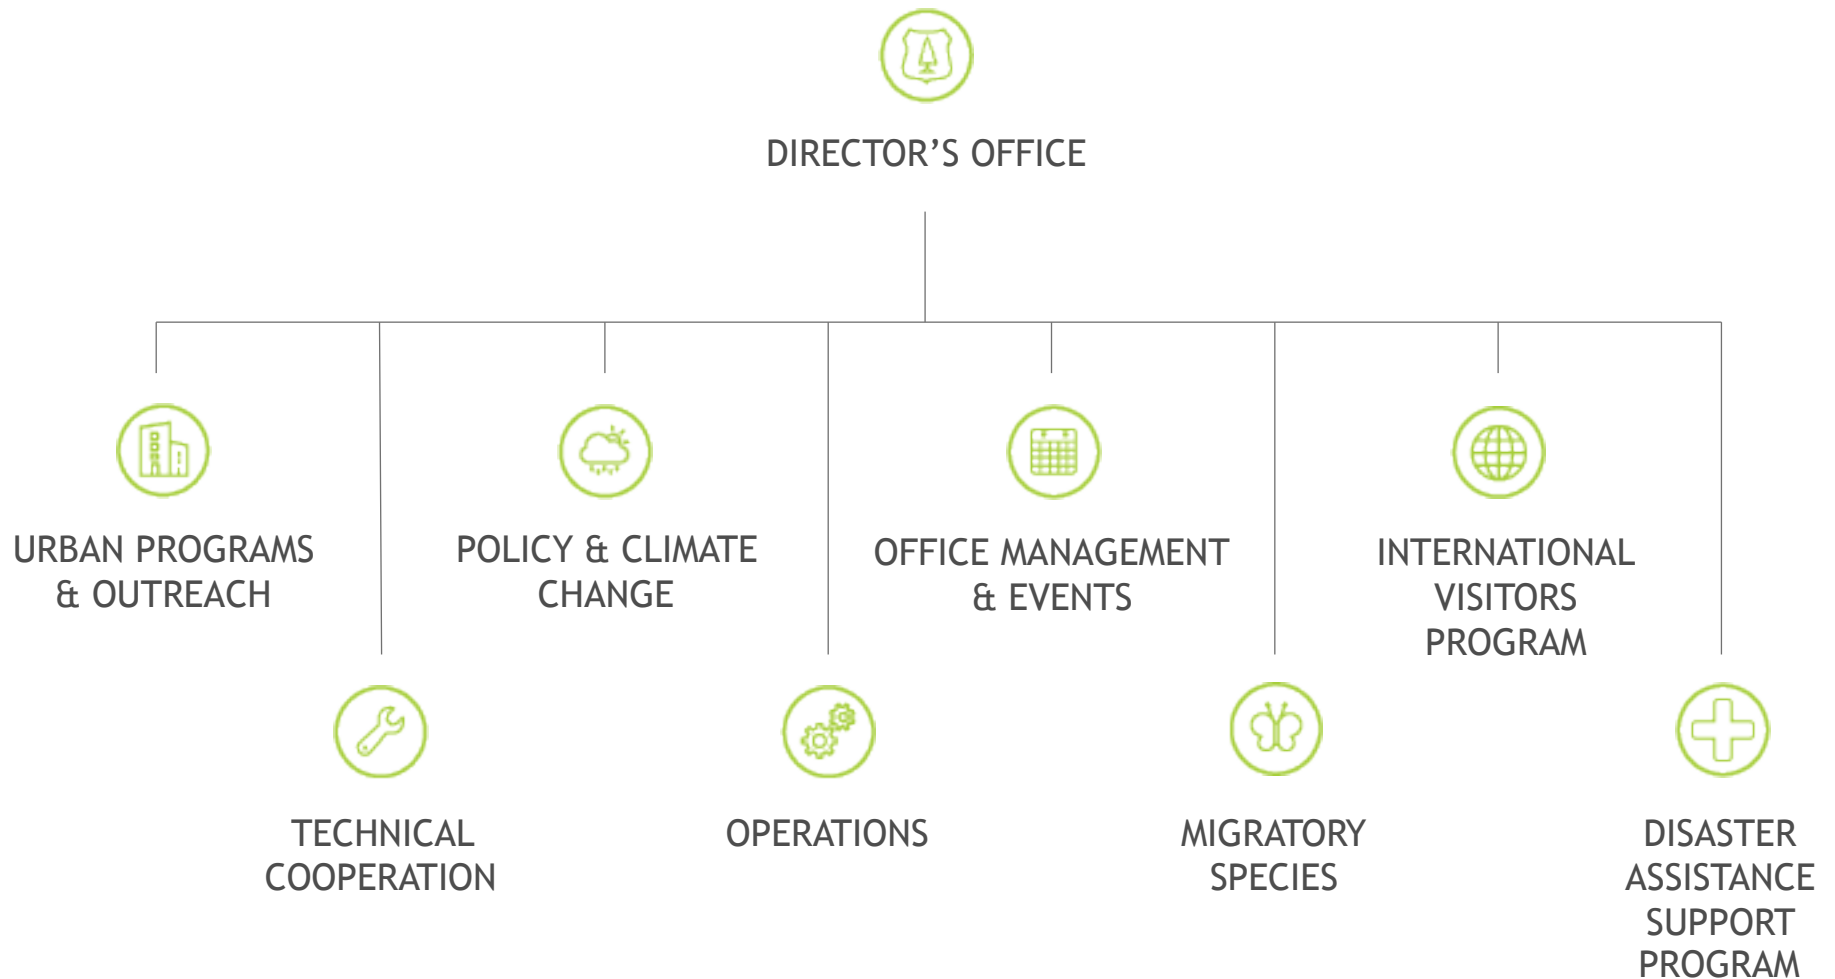 DIRECTOR’S OFFICE
URBAN PROGRAMS
& OUTREACH
POLICY & CLIMATE
CHANGE
OFFICE MANAGEMENT
& EVENTS
INTERNATIONAL
VISITORS
PROGRAM
TECHNICAL
COOPERATION
OPERATIONS
MIGRATORY
SPECIES
DISASTER
ASSISTANCE
SUPPORT
PROGRAM